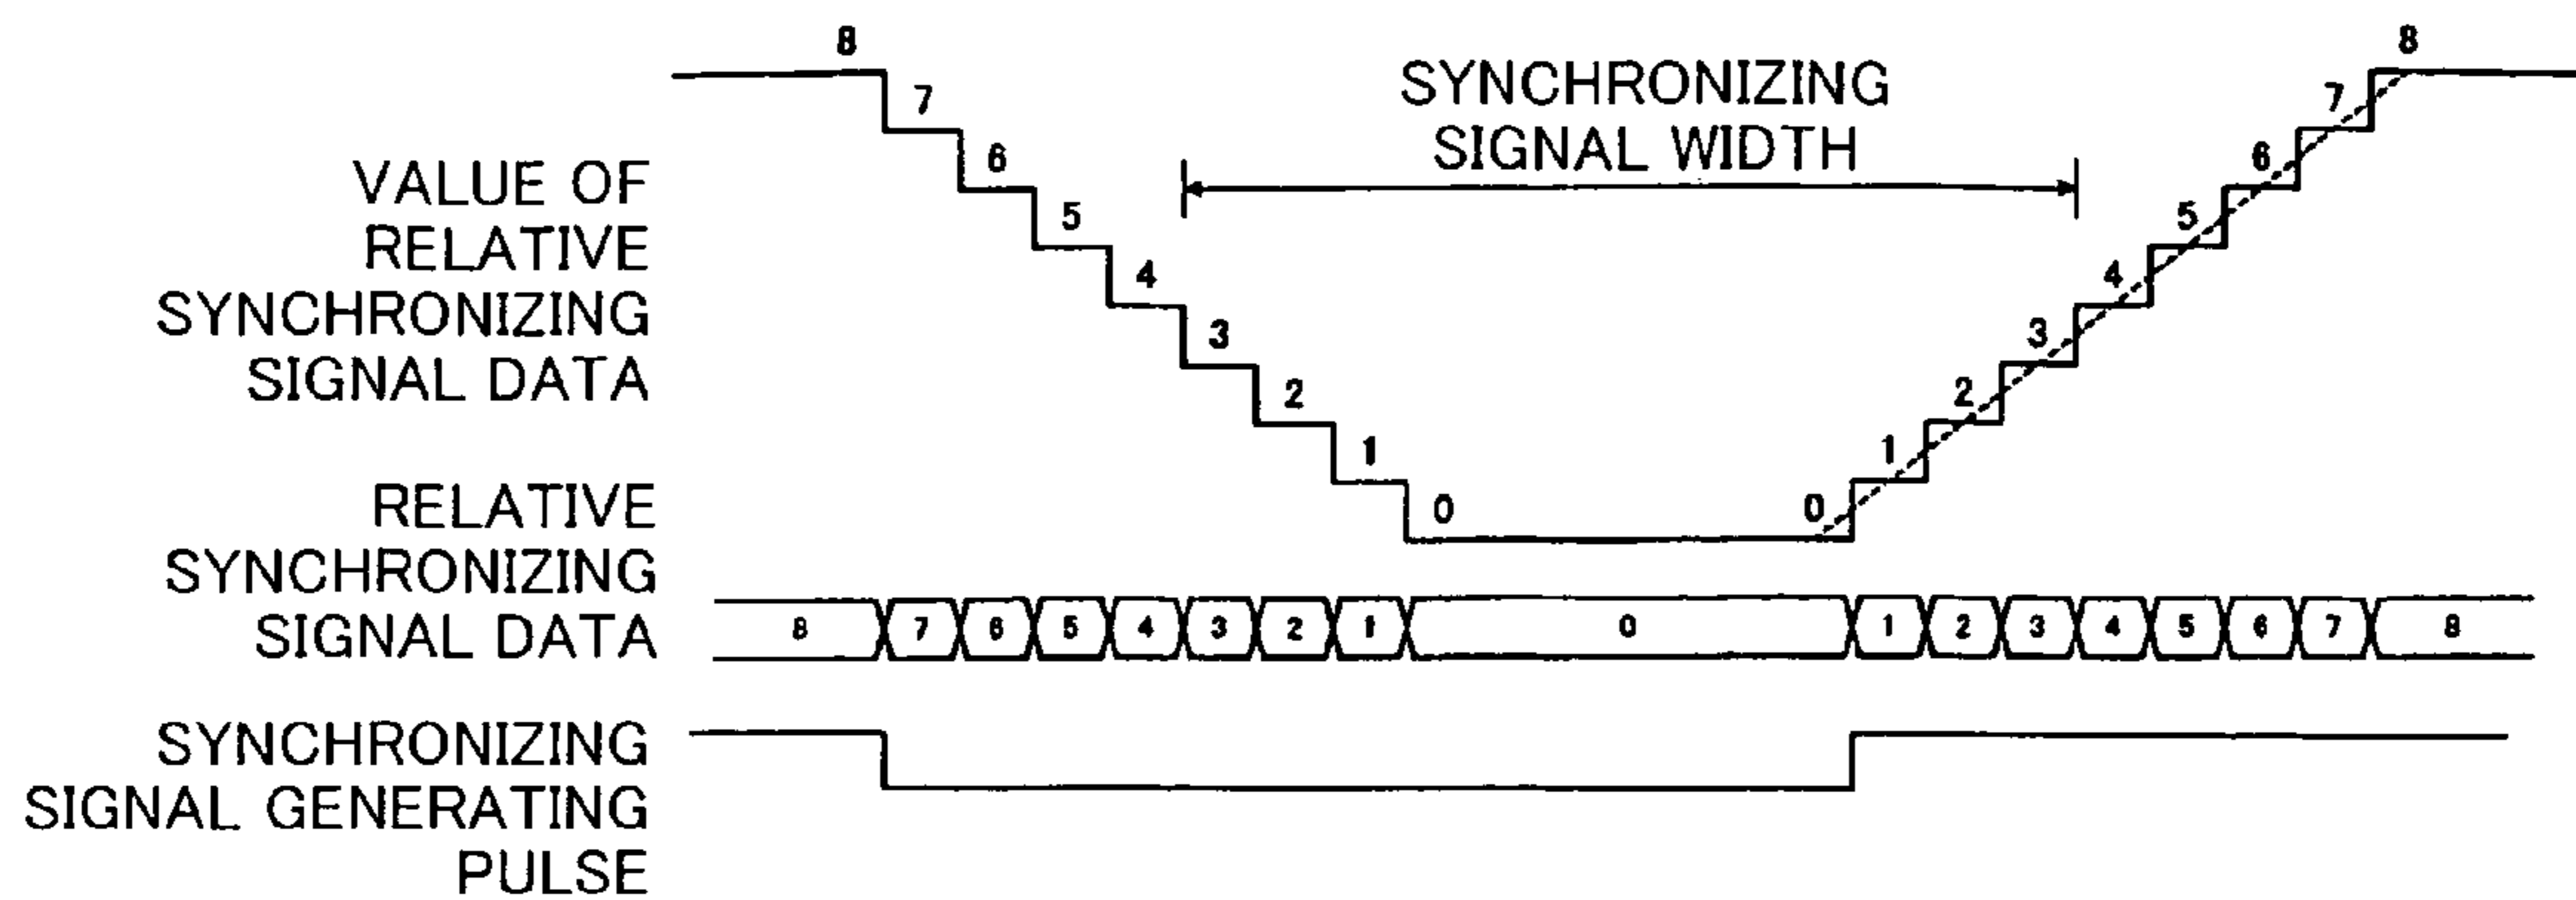 8
7
6
5
4
3
2
1
0
0
1
2
3
4
5
6
7
8
SYNCHRONIZING
SIGNAL WIDTH
VALUE OF
RELATIVE
SYNCHRONIZING
SIGNAL DATA
RELATIVE
SYNCHRONIZING
SIGNAL DATA
8 7 6 5 4 3 2 1 0 1 2 3 4 5 6 7 8
SYNCHRONIZING
SIGNAL GENERATING
PULSE